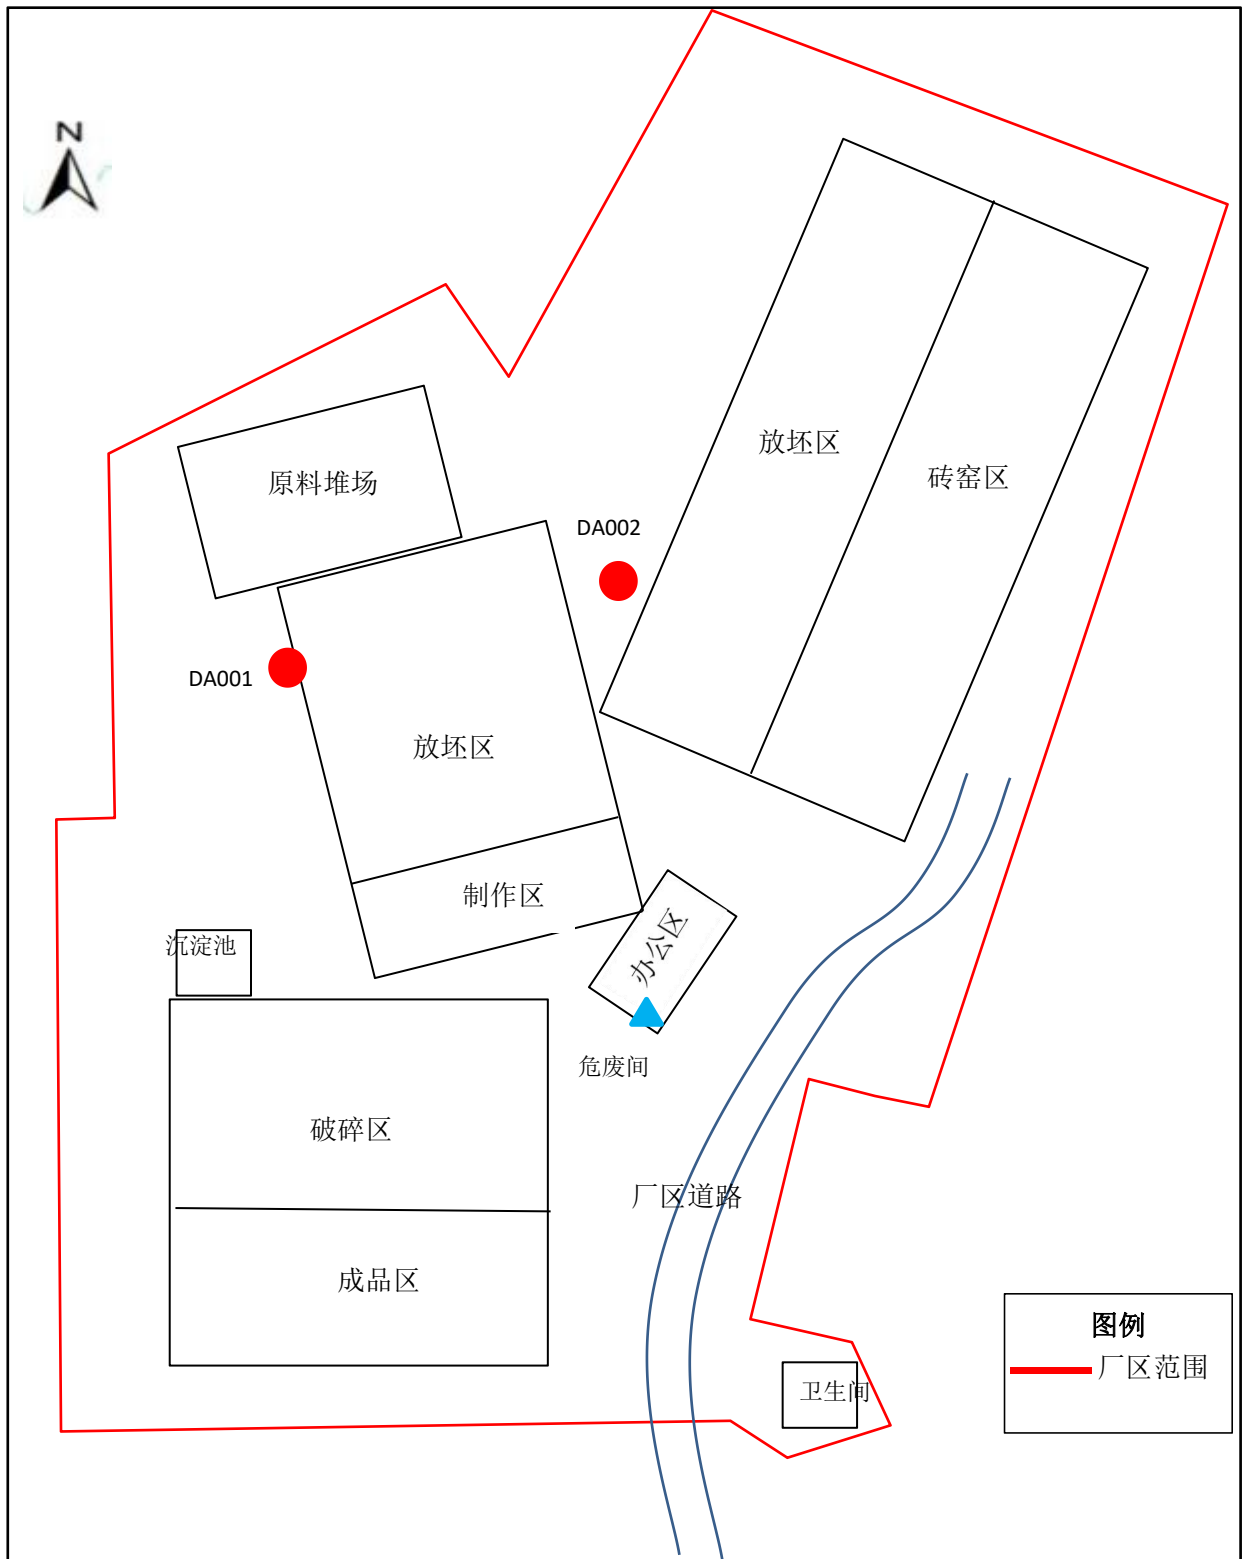 N
放坯区
砖窑区
原料堆场
DA002
DA001
放坯区
制作区
办公区
沉淀池
危废间
破碎区
厂区道路
成品区
图例
厂区范围
卫生间